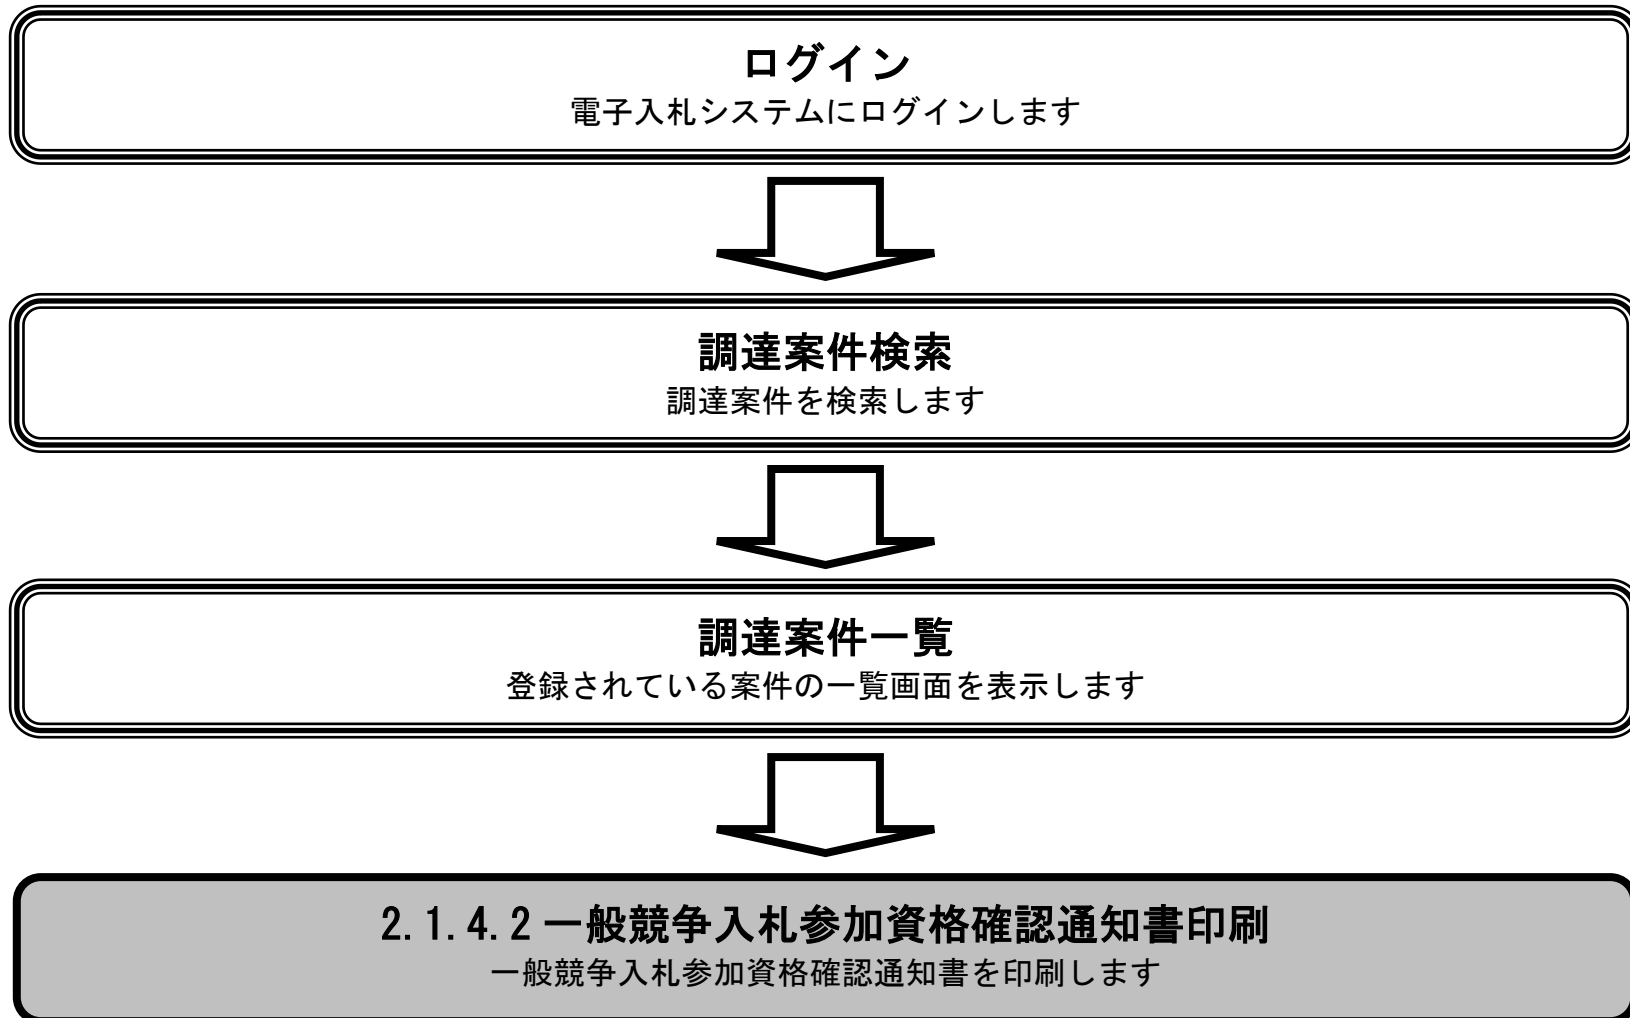 ログイン
電子入札システムにログインします
調達案件検索
調達案件を検索します
調達案件一覧
登録されている案件の一覧画面を表示します
2.1.4.2 一般競争入札参加資格確認通知書印刷
一般競争入札参加資格確認通知書を印刷します